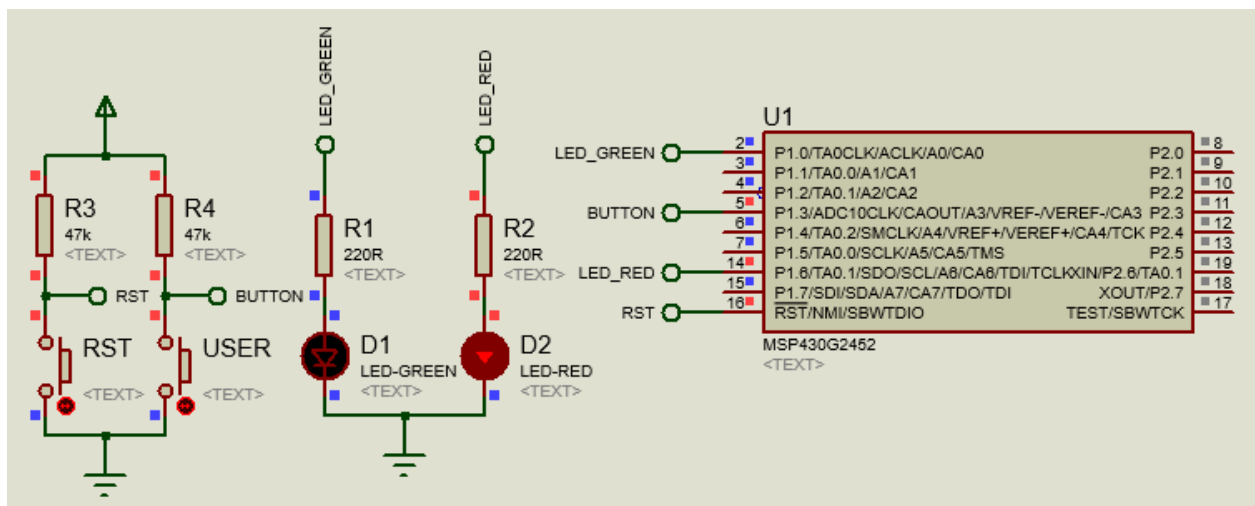 LED_GREEN
LED_RED
R3
47k
<TEXT>
R4
47k
<TEXT>
R1
220R
<TEXT>
R2
220R
<TEXT>
RST
BUTTON
RST
<TEXT>
USER
<TEXT>
D1
LED-GREEN
<TEXT>
D2
LED-RED
<TEXT>
U1
LED_GREEN
BUTTON
LED_RED
RST
2 P1.0/TA0CLK/ACLK/A0/CA0 P2.0 8
3 P1.1/TA0.0/A1/CA1 P2.1 9
4 P1.2/TA0.1/A2/CA2 P2.2 10
5 P1.3/ADC10CLK/CAOUT/A3/VREF-/VEREF-/CA3 P2.3 11
6 P1.4/TA0.2/SMCLK/A4/VREF+/VEREF+/CA4/TCK P2.4 12
7 P1.5/TA0.0/SCLK/A5/CA5/TMS P2.5 13
14 P1.6/TA0.1/SDO/SCL/A6/CA6/TDI/TCLK XIN/P2.6/TA0.1 19
15 P1.7/SDI/SDA/A7/CA7/TDO/TDI XOUT/P2.7 18
16 RST/NMI/SBWTDIO TEST/SBWTCK 17
MSP430G2452
<TEXT>